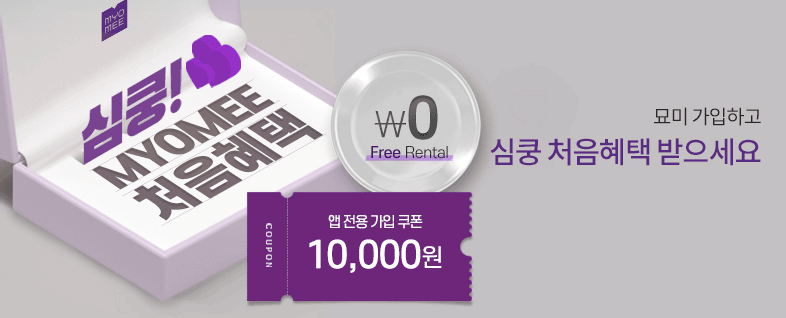 MYO
MEE
심쿵!
MYOMEE
처음혜택
₩0
Free Rental
묘미 가입하고
심쿵 처음혜택 받으세요
COUPON
앱 전용 가입 쿠폰
10,000원